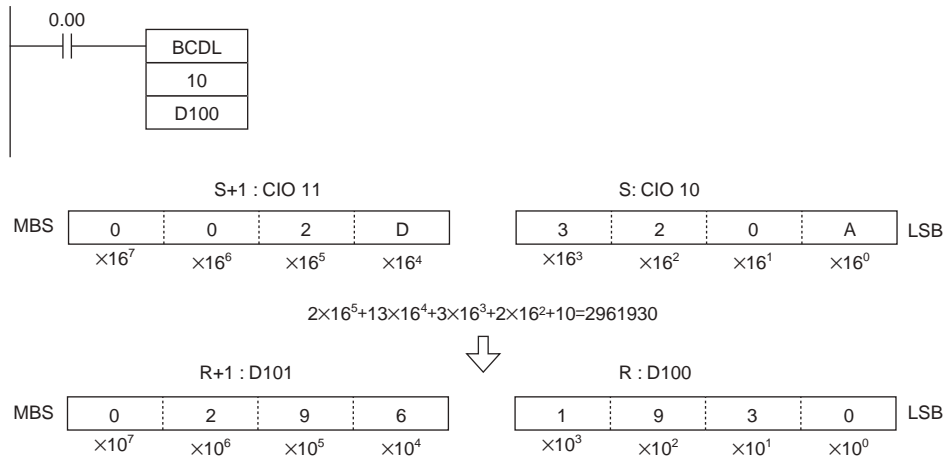 0.00
BCDL
10
D100
S+1 : CIO 11
S: CIO 10
MBS 0 0 2 D 3 2 0 A LSB
×16⁷ ×16⁶ ×16⁵ ×16⁴ ×16³ ×16² ×16¹ ×16⁰
2×16⁵+13×16⁴+3×16³+2×16²+10=2961930
R+1 : D101
R : D100
MBS 0 2 9 6 1 9 3 0 LSB
×10⁷ ×10⁶ ×10⁵ ×10⁴ ×10³ ×10² ×10¹ ×10⁰